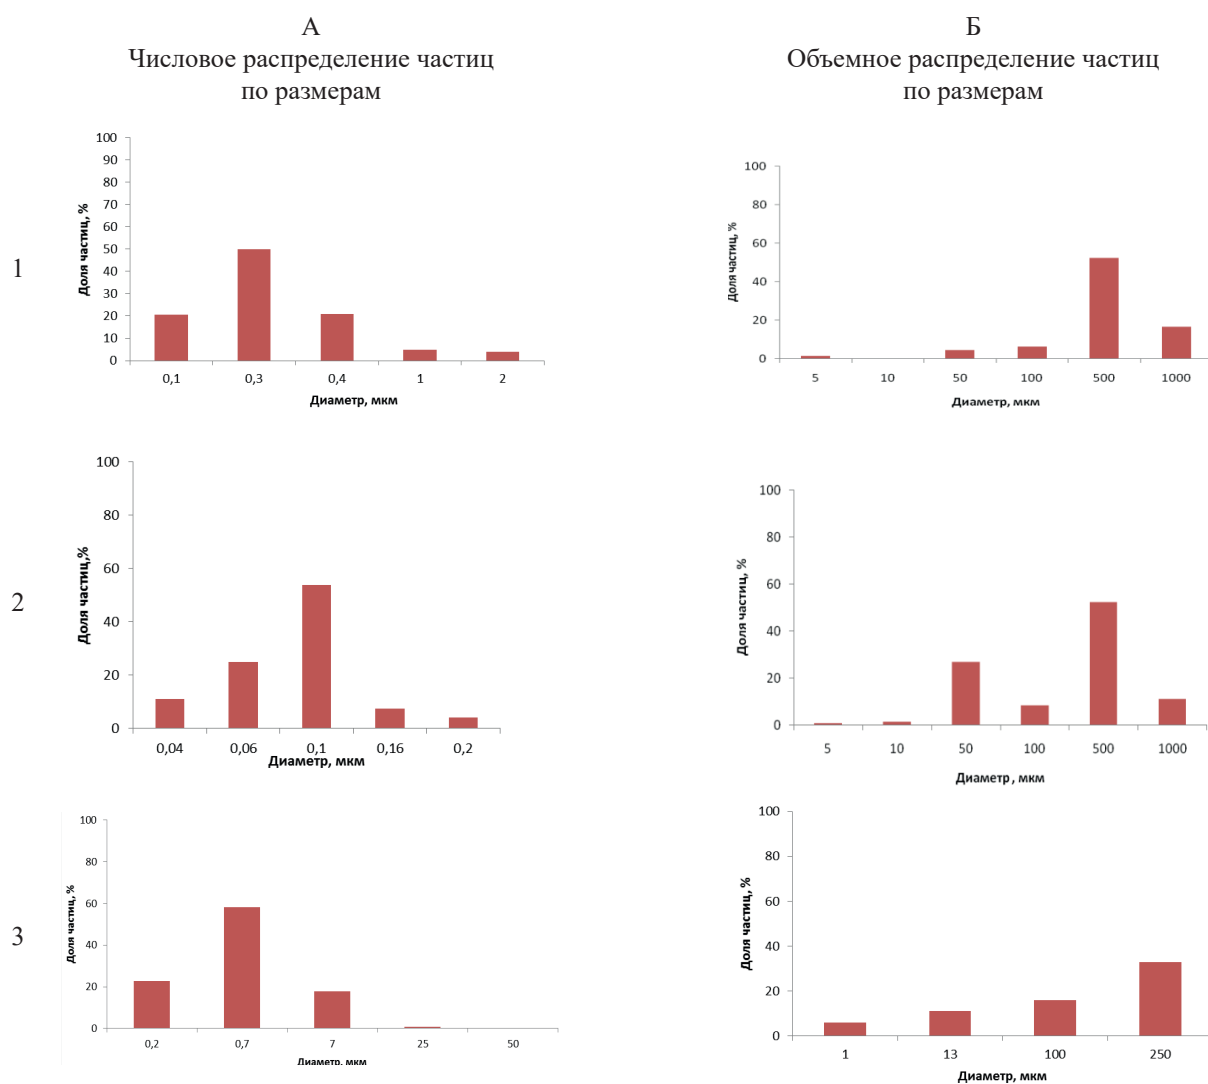 А
Числовое распределение частиц
по размерам
Б
Объемное распределение частиц
по размерам
1
Доля частиц, %
100
90
80
70
60
50
40
30
20
10
0
0,1 0,3 0,4 1 2
Диаметр, мкм
Доля частиц, %
100
80
60
40
20
0
5 10 50 100 500 1000
Диаметр, мкм
2
Доля частиц,%
100
80
60
40
20
0
0,04 0,06 0,1 0,16 0,2
Диаметр, мкм
Доля частиц, %
100
80
60
40
20
0
5 10 50 100 500 1000
Диаметр, мкм
3
Доля частиц, %
100
80
60
40
20
0
0,2 0,7 7 25 50
Диаметр, мкм
Доля частиц, %
100
80
60
40
20
0
1 13 100 250
Диаметр, мкм